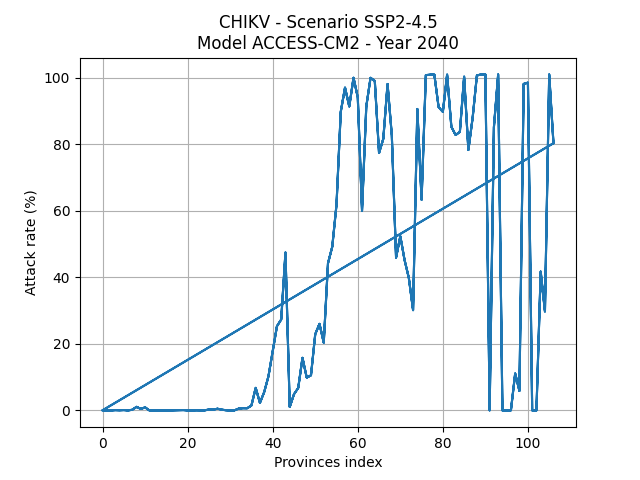 CHIKV - Scenario SSP2-4.5
Model ACCESS-CM2 - Year 2040
100
80
60
40
20
0
Attack rate (%)
0 20 40 60 80 100
Provinces index